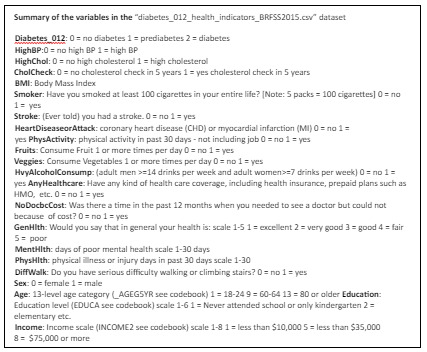 Summary of the variables in the "diabetes_012_health_indicators_BRFSS2015.csv" dataset
Diabetes_012: 0 = no diabetes 1 = prediabetes 2 = diabetes
HighBP:0 = no high BP 1 = high BP
HighChol: 0 = no high cholesterol 1 = high cholesterol
CholCheck: 0 = no cholesterol check in 5 years 1 = yes cholesterol check in 5 years
BMI: Body Mass Index
Smoker: Have you smoked at least 100 cigarettes in your entire life? [Note: 5 packs = 100 cigarettes] 0 = no
1 = yes
Stroke: (Ever told) you had a stroke. 0 = no 1 = yes
HeartDiseaseorAttack: coronary heart disease (CHD) or myocardial infarction (MI) 0 = no 1 =
yes PhysActivity: physical activity in past 30 days - not including job 0 = no 1 = yes
Fruits: Consume Fruit 1 or more times per day 0 = no 1 = yes
Veggies: Consume Vegetables 1 or more times per day 0 = no 1 = yes
HvyAlcoholConsump: (adult men >=14 drinks per week and adult women>=7 drinks per week) 0 = no 1 =
yes AnyHealthcare: Have any kind of health care coverage, including health insurance, prepaid plans such as
HMO, etc. 0 = no 1 = yes
NoDocbcCost: Was there a time in the past 12 months when you needed to see a doctor but could not
because of cost? 0 = no 1 = yes
GenHlth: Would you say that in general your health is: scale 1-5 1 = excellent 2 = very good 3 = good 4 = fair
5 = poor
MentHlth: days of poor mental health scale 1-30 days
PhysHlth: physical illness or injury days in past 30 days scale 1-30
DiffWalk: Do you have serious difficulty walking or climbing stairs? 0 = no 1 = yes
Sex: 0 = female 1 = male
Age: 13-level age category (_AGEG5YR see codebook) 1 = 18-24 9 = 60-64 13 = 80 or older Education:
Education level (EDUCA see codebook) scale 1-6 1 = Never attended school or only kindergarten 2 =
elementary etc.
Income: Income scale (INCOME2 see codebook) scale 1-8 1 = less than $10,000 5 = less than $35,000
8 = $75,000 or more